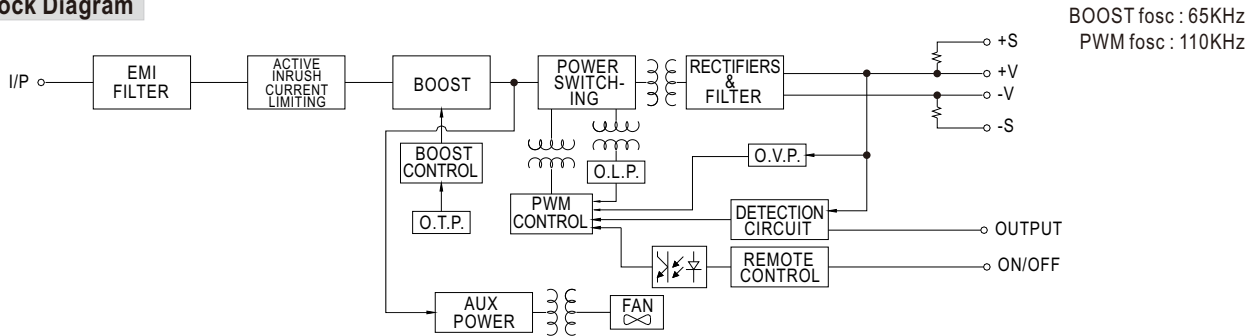 ock Diagram
BOOST fosc : 65KHz
PWM fosc : 110KHz
I/P
EMI
FILTER
ACTIVE
INRUSH
CURRENT
LIMITING
BOOST
POWER
SWITCH-
ING
RECTIFIERS
&
FILTER
+S
+V
-V
-S
BOOST
CONTROL
O.T.P.
O.L.P.
O.V.P.
PWM
CONTROL
DETECTION
CIRCUIT
OUTPUT
REMOTE
CONTROL
ON/OFF
AUX
POWER
FAN